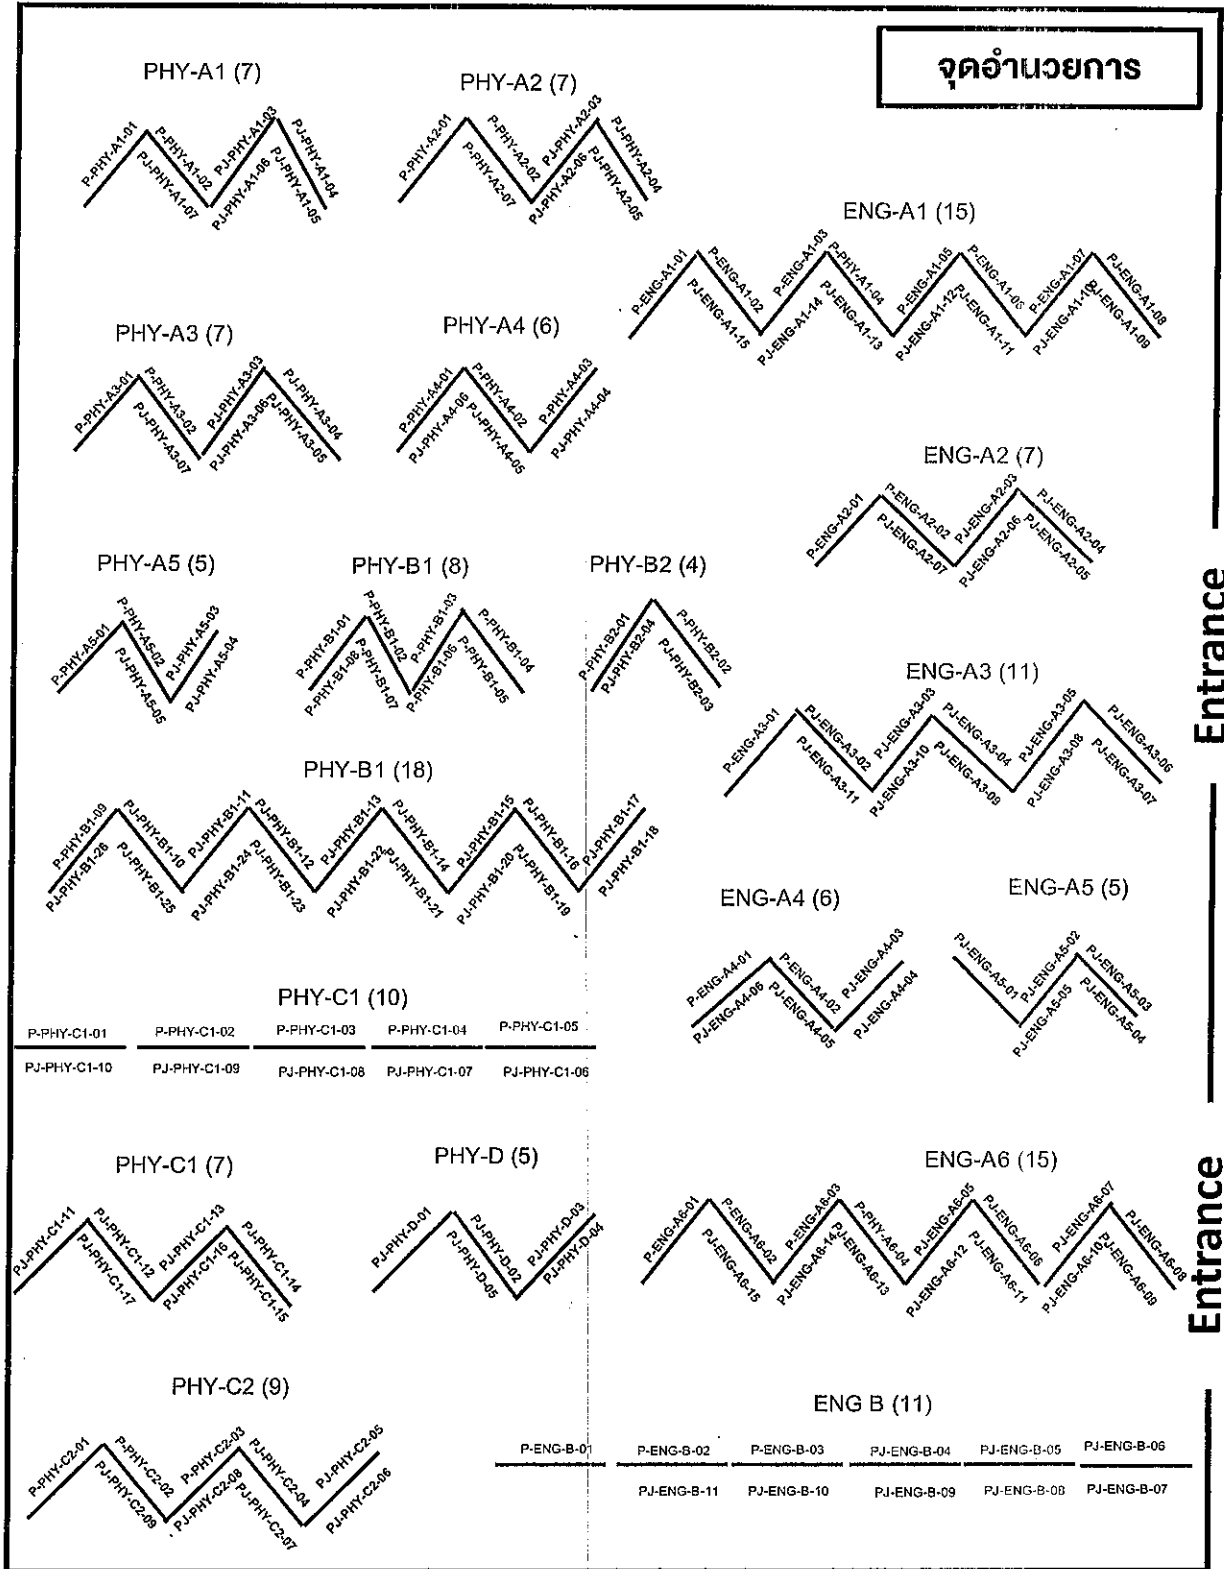 จุดอำนวยการ
PHY-A1 (7)
P-PHY-A1-01
P-PHY-A1-02
PJ-PHY-A1-03
PJ-PHY-A1-04
PJ-PHY-A1-07
PJ-PHY-A1-06
PJ-PHY-A1-05
PHY-A2 (7)
P-PHY-A2-01
P-PHY-A2-02
PJ-PHY-A2-03
PJ-PHY-A2-04
P-PHY-A2-07
PJ-PHY-A2-06
PJ-PHY-A2-05
ENG-A1 (15)
P-ENG-A1-01
P-ENG-A1-02
P-ENG-A1-03
P-PHY-A1-04
P-ENG-A1-05
P-ENG-A1-06
P-ENG-A1-07
PJ-ENG-A1-08
PJ-ENG-A1-15
PJ-ENG-A1-14
PJ-ENG-A1-13
PJ-ENG-A1-12
PJ-ENG-A1-11
PJ-ENG-A1-10
PJ-ENG-A1-09
PHY-A3 (7)
P-PHY-A3-01
P-PHY-A3-02
PJ-PHY-A3-03
PJ-PHY-A3-04
PJ-PHY-A3-07
PJ-PHY-A3-06
PJ-PHY-A3-05
PHY-A4 (6)
P-PHY-A4-01
P-PHY-A4-02
P-PHY-A4-03
PJ-PHY-A4-06
PJ-PHY-A4-05
PJ-PHY-A4-04
ENG-A2 (7)
P-ENG-A2-01
P-ENG-A2-02
PJ-ENG-A2-03
PJ-ENG-A2-04
PJ-ENG-A2-07
PJ-ENG-A2-06
PJ-ENG-A2-05
Entrance
PHY-A5 (5)
P-PHY-A5-01
P-PHY-A5-02
PJ-PHY-A5-03
PJ-PHY-A5-05
PJ-PHY-A5-04
PHY-B1 (8)
P-PHY-B1-01
P-PHY-B1-02
P-PHY-B1-03
P-PHY-B1-04
P-PHY-B1-08
P-PHY-B1-07
P-PHY-B1-06
P-PHY-B1-05
PHY-B2 (4)
P-PHY-B2-01
P-PHY-B2-02
PJ-PHY-B2-04
PJ-PHY-B2-03
ENG-A3 (11)
P-ENG-A3-01
PJ-ENG-A3-02
PJ-ENG-A3-03
PJ-ENG-A3-04
PJ-ENG-A3-05
PJ-ENG-A3-06
PJ-ENG-A3-11
PJ-ENG-A3-10
PJ-ENG-A3-09
PJ-ENG-A3-08
PJ-ENG-A3-07
PHY-B1 (18)
P-PHY-B1-09
PJ-PHY-B1-10
PJ-PHY-B1-11
PJ-PHY-B1-12
PJ-PHY-B1-13
PJ-PHY-B1-14
PJ-PHY-B1-15
PJ-PHY-B1-16
PJ-PHY-B1-17
PJ-PHY-B1-26
PJ-PHY-B1-25
PJ-PHY-B1-24
PJ-PHY-B1-23
PJ-PHY-B1-22
PJ-PHY-B1-21
PJ-PHY-B1-20
PJ-PHY-B1-19
PJ-PHY-B1-18
ENG-A4 (6)
P-ENG-A4-01
P-ENG-A4-02
PJ-ENG-A4-03
PJ-ENG-A4-06
PJ-ENG-A4-05
PJ-ENG-A4-04
ENG-A5 (5)
PJ-ENG-A5-01
PJ-ENG-A5-02
PJ-ENG-A5-03
PJ-ENG-A5-05
PJ-ENG-A5-04
PHY-C1 (10)
P-PHY-C1-01
P-PHY-C1-02
P-PHY-C1-03
P-PHY-C1-04
P-PHY-C1-05
PJ-PHY-C1-10
PJ-PHY-C1-09
PJ-PHY-C1-08
PJ-PHY-C1-07
PJ-PHY-C1-06
PHY-C1 (7)
PJ-PHY-C1-11
PJ-PHY-C1-12
PJ-PHY-C1-13
PJ-PHY-C1-14
PJ-PHY-C1-17
PJ-PHY-C1-16
PJ-PHY-C1-15
PHY-D (5)
PJ-PHY-D-01
PJ-PHY-D-02
PJ-PHY-D-03
PJ-PHY-D-05
PJ-PHY-D-04
ENG-A6 (15)
P-ENG-A6-01
P-ENG-A6-02
P-ENG-A6-03
P-PHY-A6-04
PJ-ENG-A6-05
PJ-ENG-A6-06
PJ-ENG-A6-07
PJ-ENG-A6-08
PJ-ENG-A6-15
PJ-ENG-A6-14
PJ-ENG-A6-13
PJ-ENG-A6-12
PJ-ENG-A6-11
PJ-ENG-A6-10
PJ-ENG-A6-09
Entrance
PHY-C2 (9)
P-PHY-C2-01
P-PHY-C2-02
P-PHY-C2-03
PJ-PHY-C2-04
PJ-PHY-C2-05
PJ-PHY-C2-09
PJ-PHY-C2-08
PJ-PHY-C2-07
PJ-PHY-C2-06
ENG B (11)
P-ENG-B-01
P-ENG-B-02
P-ENG-B-03
PJ-ENG-B-04
PJ-ENG-B-05
PJ-ENG-B-06
PJ-ENG-B-11
PJ-ENG-B-10
PJ-ENG-B-09
PJ-ENG-B-08
PJ-ENG-B-07